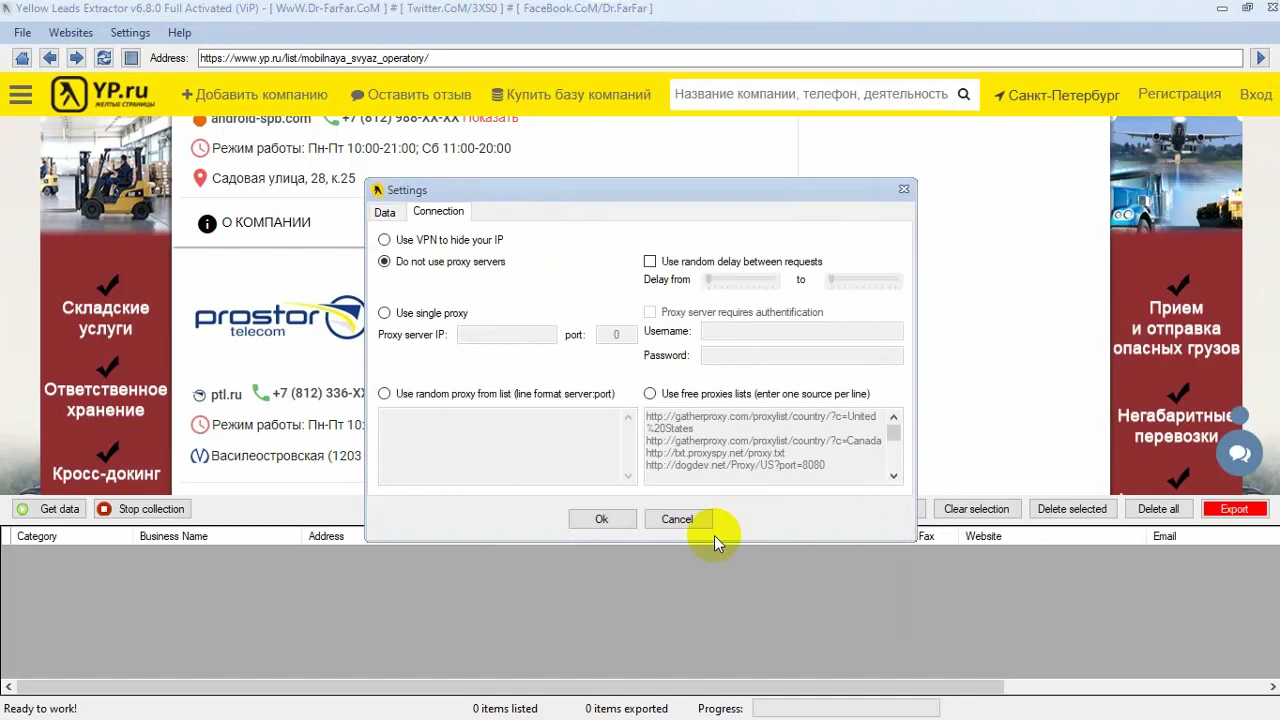 Yellow Leads Extractor v6.8.0 Full Activated (ViP) - [ WwW.Dr-FarFar.CoM ] # [ Twitter.CoM/3XS0 ] # [ FaceBook.CoM/Dr.FarFar ]
File Websites Settings Help
Address: https://www.yp.ru/list/mobilnaya_svyaz_operatory/
YP.ru
ЖЕЛТЫЕ СТРАНИЦЫ
Добавить компанию Оставить отзыв Купить базу компаний Название компании, телефон, деятельность Санкт-Петербург Регистрация Вход
android-spb.com +7 (812) 988-XX-XX Показать
Режим работы: Пн-Пт 10:00-21:00; Сб 11:00-20:00
Садовая улица, 28, к.25
О КОМПАНИИ
Складские
услуги
Ответственное
хранение
Кросс-докинг
prostor
telecom
ptl.ru +7 (812) 336-X
Режим работы: Пн-Пт 10:
Василеостровская (1203
Settings
Data Connection
Use VPN to hide your IP
Do not use proxy servers
Use random delay between requests
Delay from to
Use single proxy
Proxy server requires authentification
Proxy server IP: port: 0
Username:
Password:
Use random proxy from list (line format server:port)
Use free proxies lists (enter one source per line)
http://gatherproxy.com/proxylist/country/?c=United
%20States
http://gatherproxy.com/proxylist/country/?c=Canada
http://txt.proxyspy.net/proxy.txt
http://dogdev.net/Proxy/US?port=8080
Ok Cancel
Прием
и отправка
опасных грузов
Негабаритные
перевозки
Get data Stop collection Clear selection Delete selected Delete all Export
Category Business Name Address Fax Website Email
Ready to work! 0 items listed 0 items exported Progress: